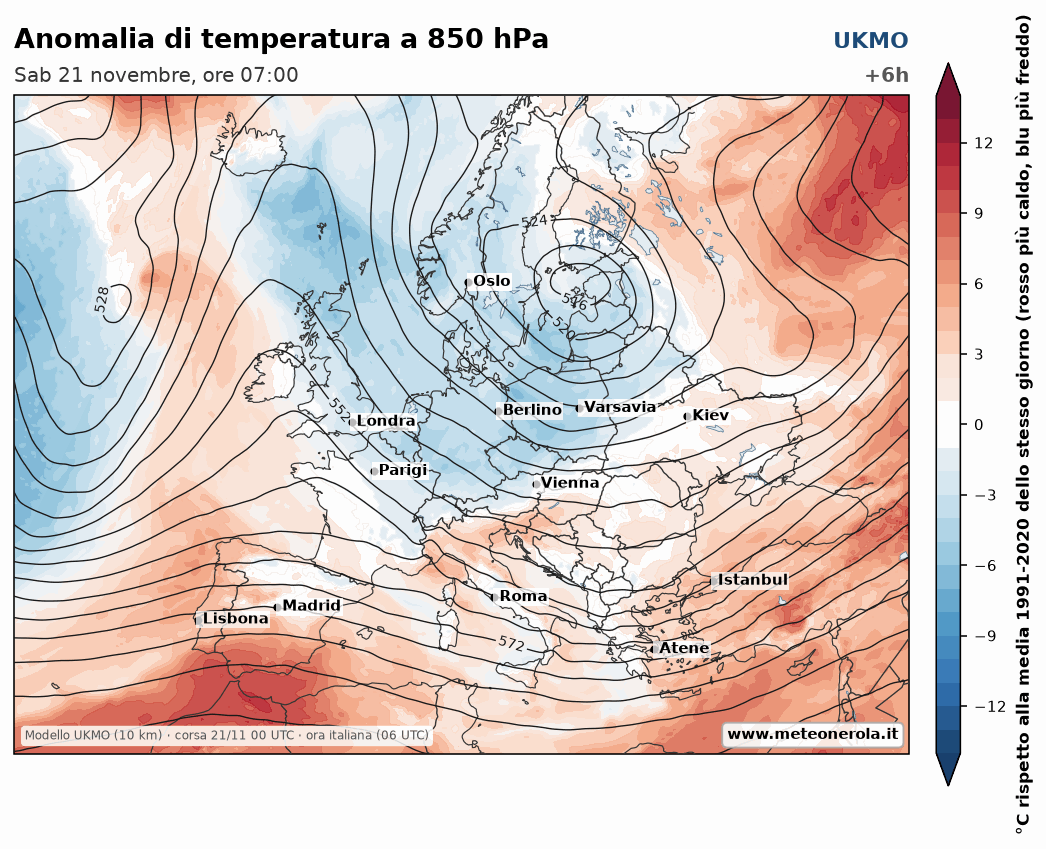 Anomalia di temperatura a 850 hPa
UKMO
Sab 21 novembre, ore 07:00
+6h
524
528
Oslo
516
520
552
Londra
Berlino
Varsavia
Kiev
Parigi
Vienna
Istanbul
Roma
Madrid
Lisbona
572
Atene
Modello UKMO (10 km) · corsa 21/11 00 UTC · ora italiana (06 UTC)
www.meteonerola.it
12
9
6
3
0
−3
−6
−9
−12
°C rispetto alla media 1991-2020 dello stesso giorno (rosso più caldo, blu più freddo)